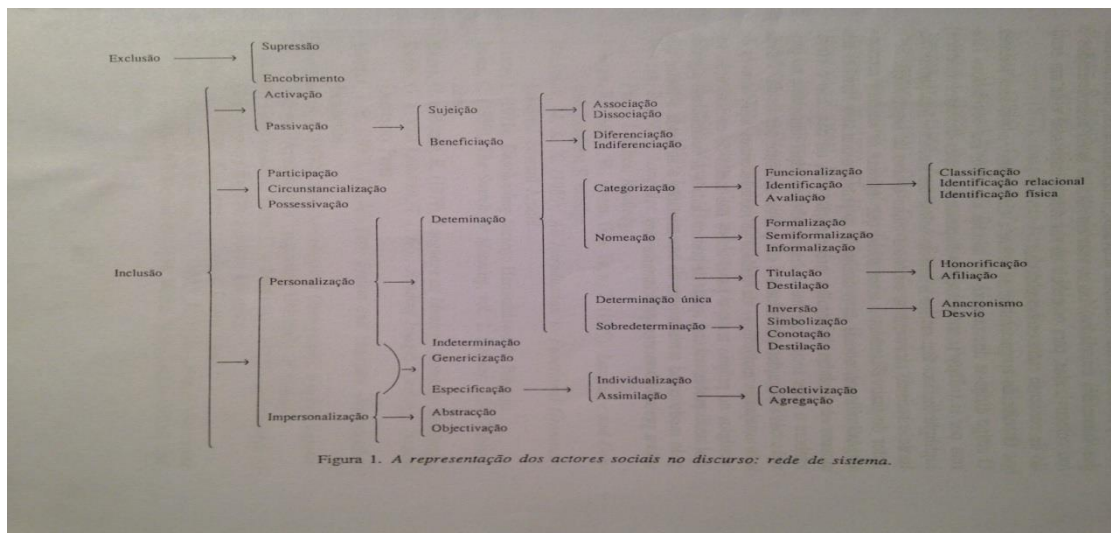 Exclusão
Supressão
Encobrimento
Inclusão
Activação
Passivação
Sujeição
Beneficiação
Participação
Circunstancialização
Possessivação
Personalização
Impersonalização
Deteminação
Indeterminação
Genericização
Especificação
Abstracção
Objectivação
Associação
Dissociação
Diferenciação
Indiferenciação
Categorização
Nomeação
Determinação única
Sobredeterminação
Individualização
Assimilação
Funcionalização
Identificação
Avaliação
Formalização
Semiformalização
Informalização
Titulação
Destilação
Inversão
Simbolização
Conotação
Destilação
Colectivização
Agregação
Classificação
Identificação relacional
Identificação física
Honorificação
Afiliação
Anacronismo
Desvio
Figura 1. A representação dos actores sociais no discurso: rede de sistema.